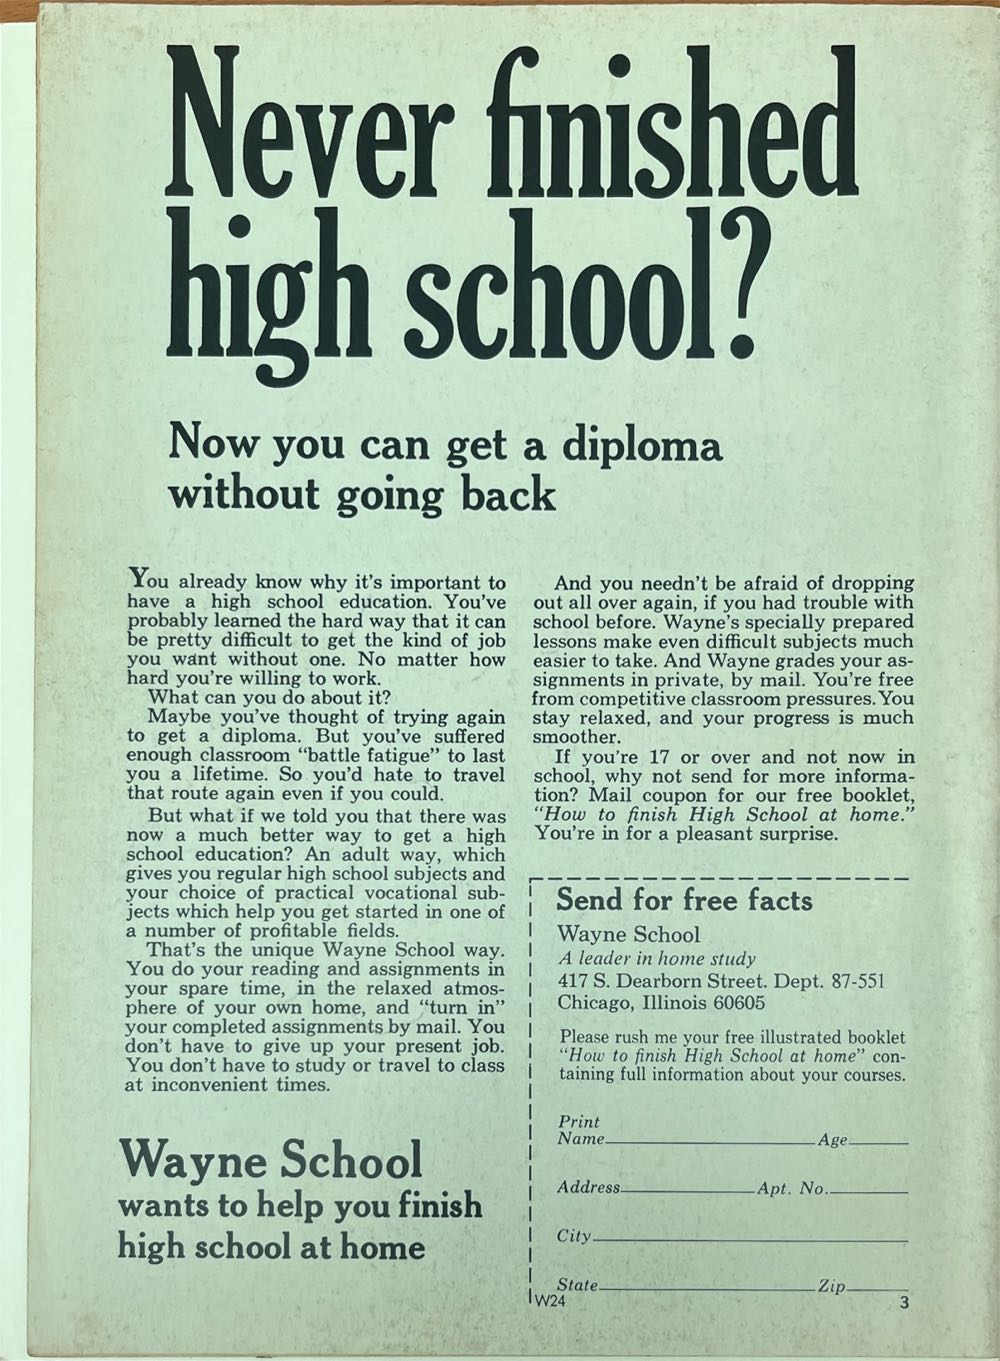 Never finished
high school?
Now you can get a diploma
without going back
You already know why it's important to
have a high school education. You've
probably learned the hard way that it can
be pretty difficult to get the kind of job
you want without one. No matter how
hard you're willing to work.
What can you do about it?
Maybe you've thought of trying again
to get a diploma. But you've suffered
enough classroom “battle fatigue” to last
you a lifetime. So you'd hate to travel
that route again even if you could.
But what if we told you that there was
now a much better way to get a high
school education? An adult way, which
gives you regular high school subjects and
your choice of practical vocational sub-
jects which help you get started in one of
a number of profitable fields.
That's the unique Wayne School way.
You do your reading and assignments in
your spare time, in the relaxed atmos-
phere of your own home, and “turn in”
your completed assignments by mail. You
don't have to give up your present job.
You don't have to study or travel to class
at inconvenient times.
Wayne School
wants to help you finish
high school at home
And you needn't be afraid of dropping
out all over again, if you had trouble with
school before. Wayne's specially prepared
lessons make even difficult subjects much
easier to take. And Wayne grades your as-
signments in private, by mail. You're free
from competitive classroom pressures. You
stay relaxed, and your progress is much
smoother.
If you're 17 or over and not now in
school, why not send for more informa-
tion? Mail coupon for our free booklet,
“How to finish High School at home.”
You're in for a pleasant surprise.
Send for free facts
Wayne School
A leader in home study
417 S. Dearborn Street. Dept. 87-551
Chicago, Illinois 60605
Please rush me your free illustrated booklet
“How to finish High School at home” con-
taining full information about your courses.
Print
Name Age
Address Apt. No.
City
State Zip
W24 3